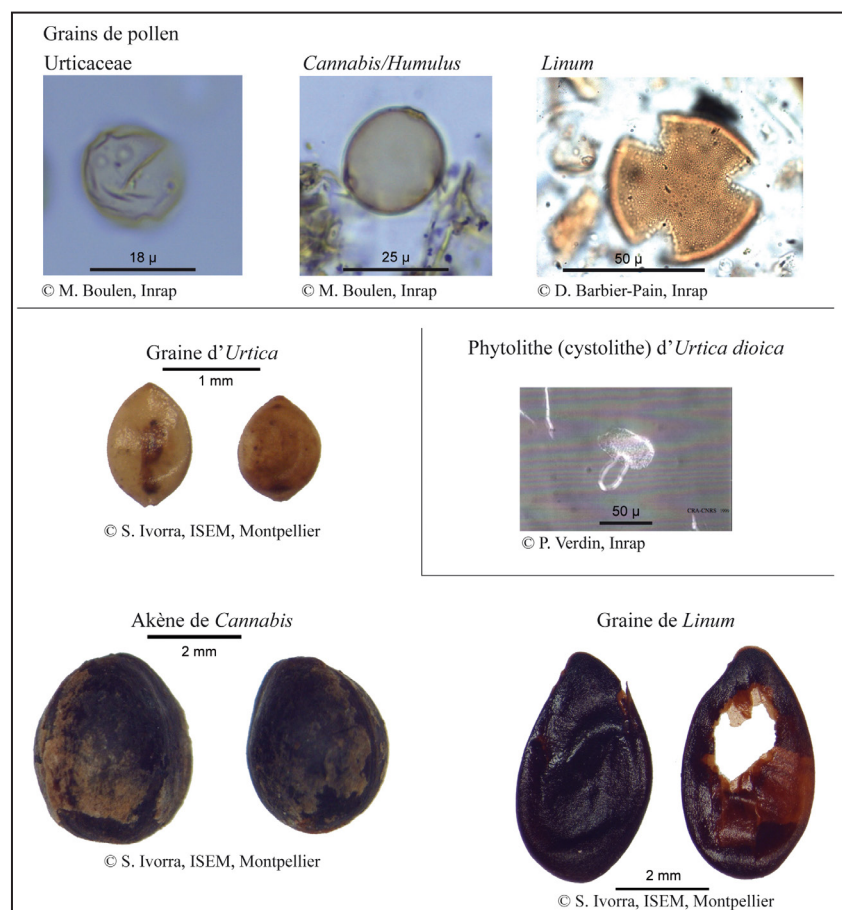 Grains de pollen
Urticaceae
Cannabis/Humulus
Linum
18 µ
25 µ
50 µ
© M. Boulen, Inrap
© M. Boulen, Inrap
© D. Barbier-Pain, Inrap
Graine d'Urtica
1 mm
© S. Ivorra, ISEM, Montpellier
Phytolithe (cystolithe) d'Urtica dioica
50 µ
CRA-CNRS
© P. Verdin, Inrap
Akène de Cannabis
2 mm
© S. Ivorra, ISEM, Montpellier
Graine de Linum
2 mm
© S. Ivorra, ISEM, Montpellier